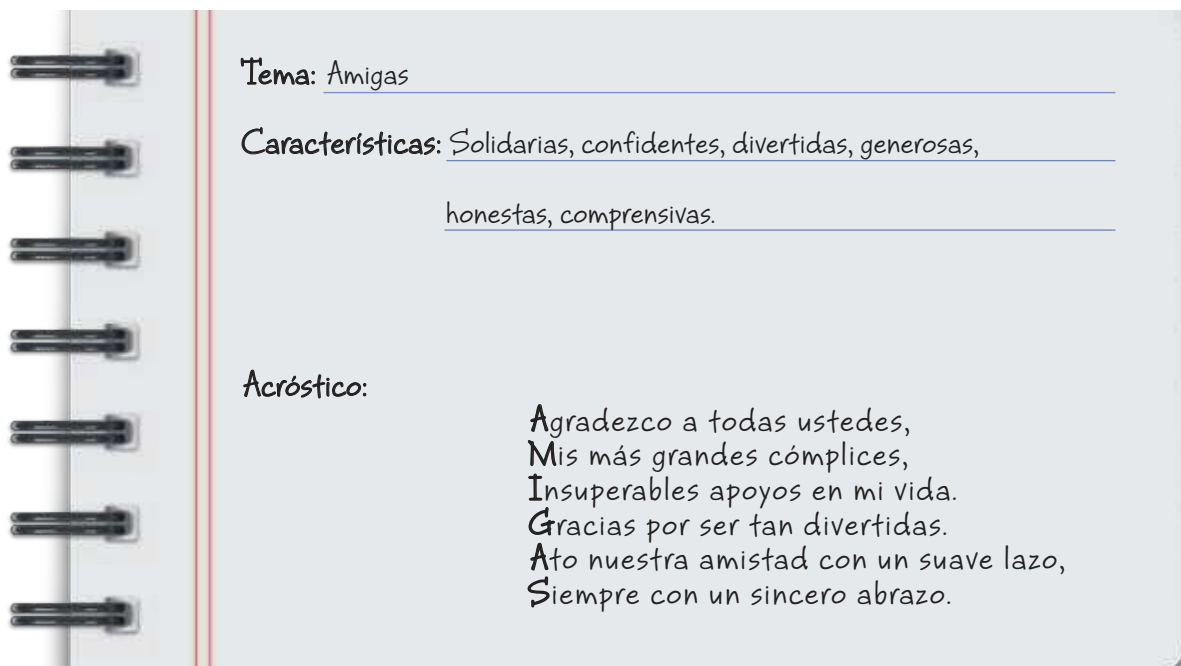 Tema: Amigas
Características: Solidarias, confidentes, divertidas, generosas,
honestas, comprensivas.
Acróstico:
Agradezco a todas ustedes,
Mis más grandes cómplices,
Insuperables apoyos en mi vida.
Gracias por ser tan divertidas.
Ato nuestra amistad con un suave lazo,
Siempre con un sincero abrazo.